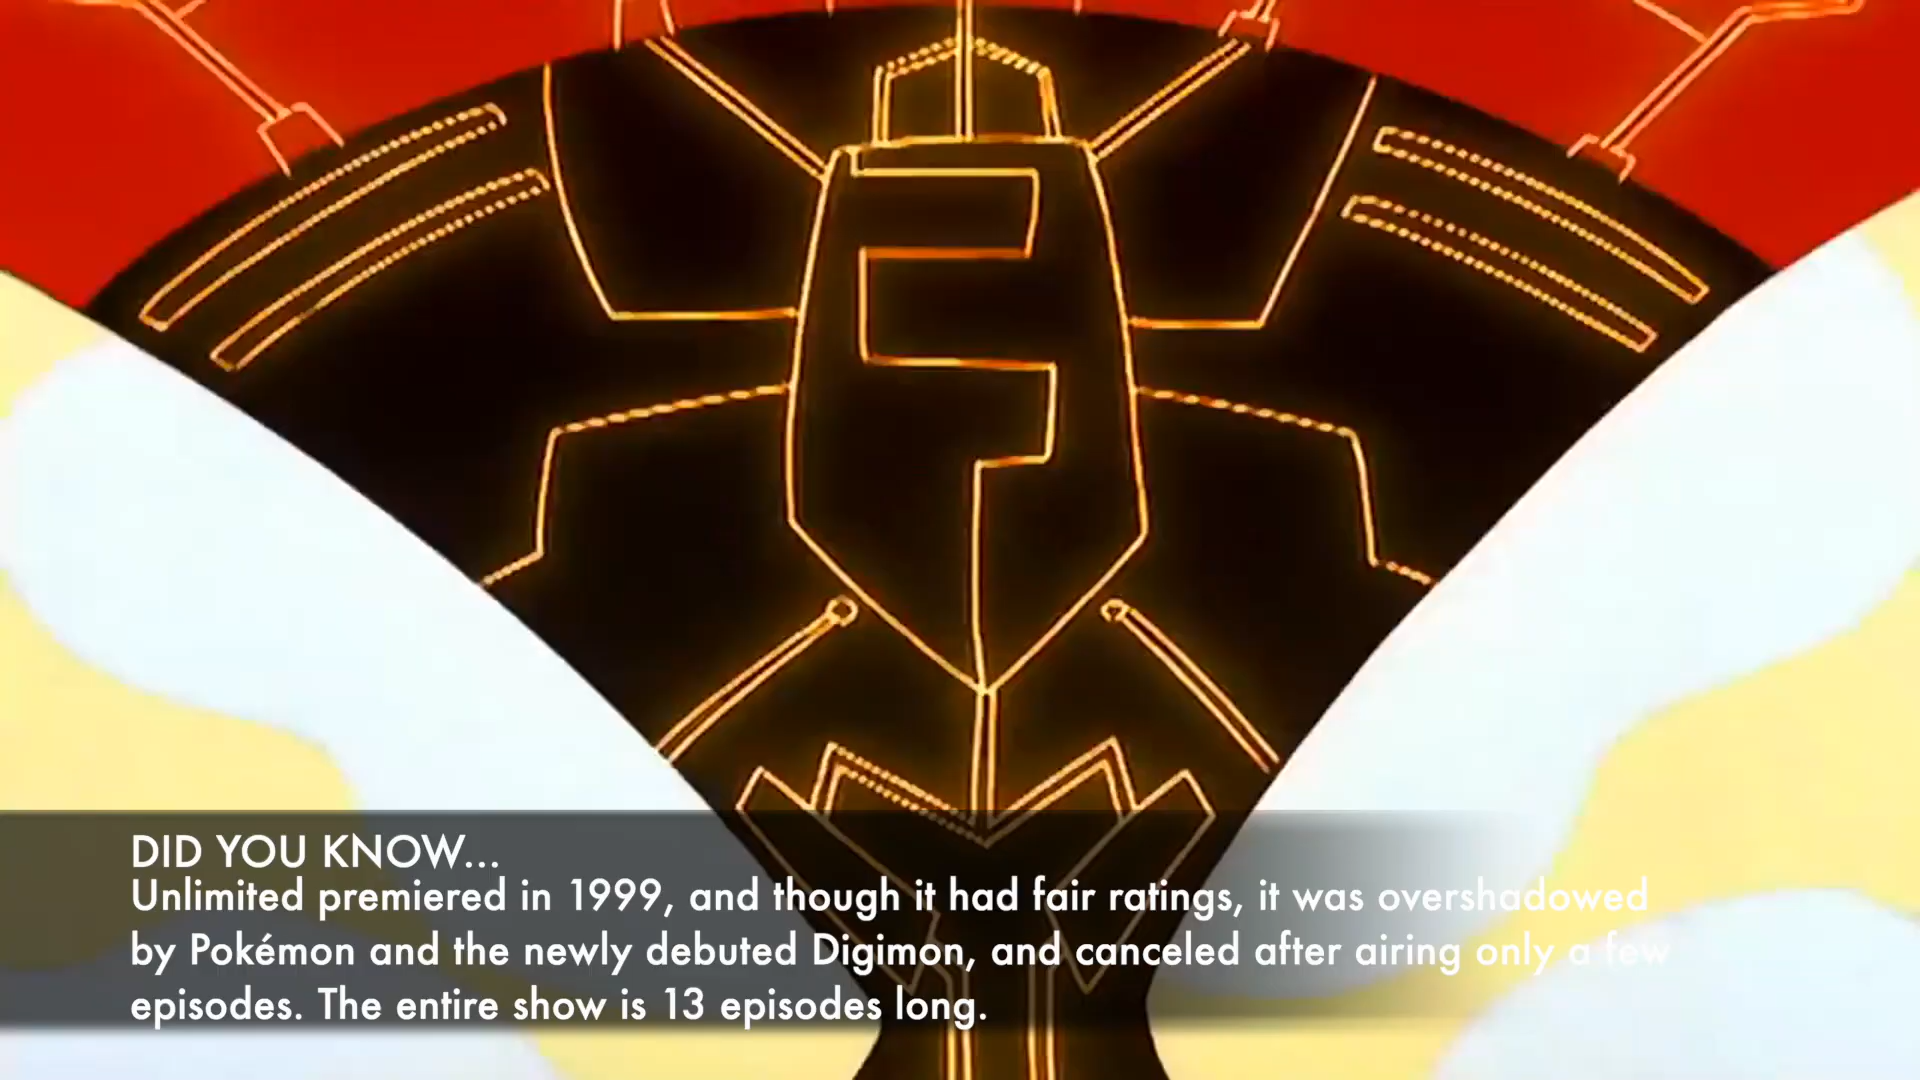 DID YOU KNOW...
Unlimited premiered in 1999, and though it had fair ratings, it was overshadowed
by Pokémon and the newly debuted Digimon, and canceled after airing only a few
episodes. The entire show is 13 episodes long.